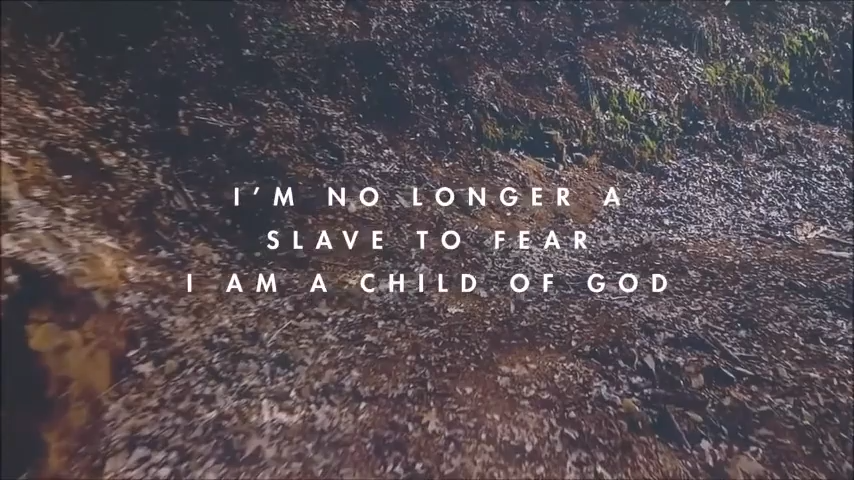 I'M NO LONGER A
SLAVE TO FEAR
I AM A CHILD OF GOD